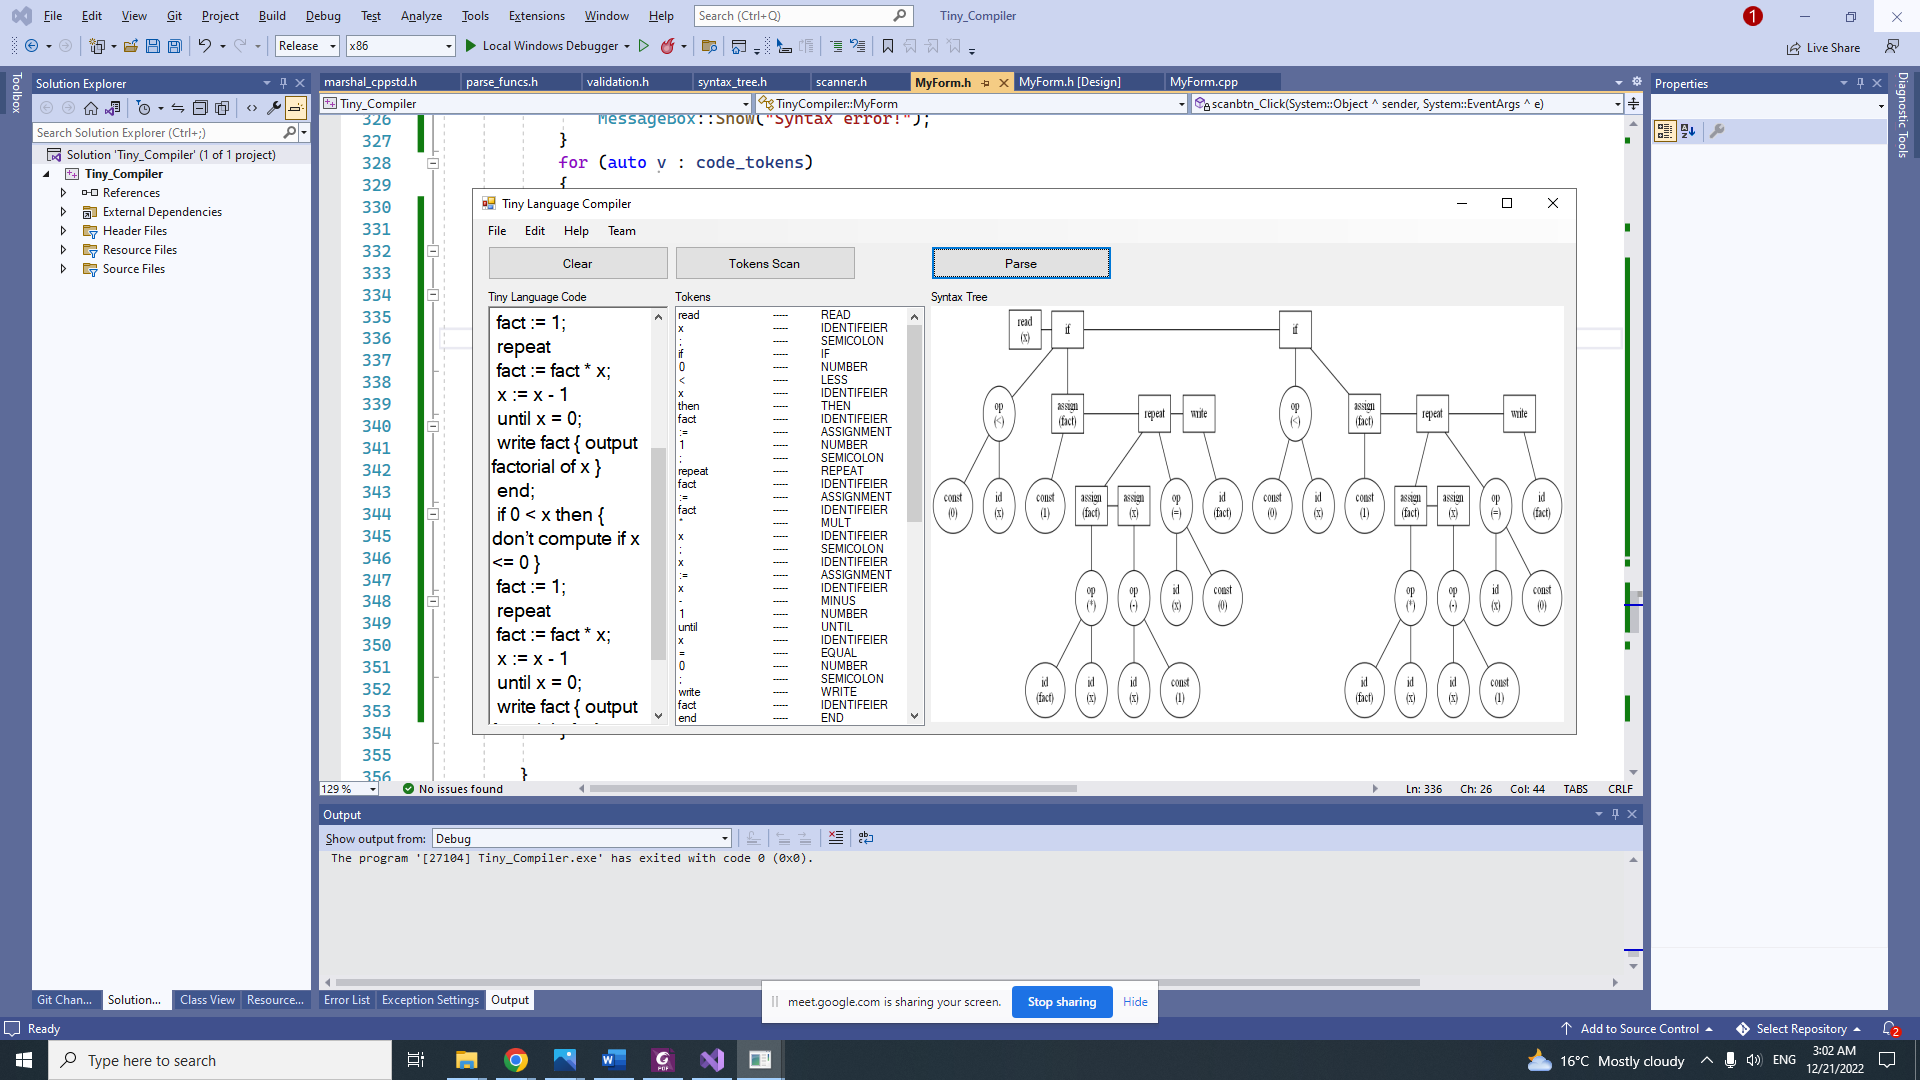 File Edit View Git Project Build Debug Test Analyze Tools Extensions Window Help Search (Ctrl+Q) Tiny_Compiler 1
Release x86 Local Windows Debugger Live Share
Toolbox
Solution Explorer
Search Solution Explorer (Ctrl+;)
Solution 'Tiny_Compiler' (1 of 1 project)
Tiny_Compiler
References
External Dependencies
Header Files
Resource Files
Source Files
marshal_cppstd.h parse_funcs.h validation.h syntax_tree.h scanner.h MyForm.h MyForm.h [Design] MyForm.cpp
Tiny_Compiler TinyCompiler::MyForm scanbtn_Click(System::Object ^ sender, System::EventArgs ^ e)
326 MessageBox::Show("Syntax error!");
327 }
328 for (auto v : code_tokens)
329 {
330
331
332
333
334
335
336
337
338
339
340
341
342
343
344
345
346
347
348
349
350
351
352
353
354 }
355
356 }
Tiny Language Compiler
File Edit Help Team
Clear Tokens Scan Parse
Tiny Language Code
fact := 1;
repeat
fact := fact * x;
x := x - 1
until x = 0;
write fact { output
factorial of x }
end;
if 0 < x then {
don't compute if x
<= 0 }
fact := 1;
repeat
fact := fact * x;
x := x - 1
until x = 0;
write fact { output
Tokens
read ----- READ
x ----- IDENTIFEIER
; ----- SEMICOLON
if ----- IF
0 ----- NUMBER
< ----- LESS
x ----- IDENTIFEIER
then ----- THEN
fact ----- IDENTIFEIER
:= ----- ASSIGNMENT
1 ----- NUMBER
; ----- SEMICOLON
repeat ----- REPEAT
fact ----- IDENTIFEIER
:= ----- ASSIGNMENT
fact ----- IDENTIFEIER
* ----- MULT
x ----- IDENTIFEIER
; ----- SEMICOLON
x ----- IDENTIFEIER
:= ----- ASSIGNMENT
x ----- IDENTIFEIER
- ----- MINUS
1 ----- NUMBER
until ----- UNTIL
x ----- IDENTIFEIER
= ----- EQUAL
0 ----- NUMBER
; ----- SEMICOLON
write ----- WRITE
fact ----- IDENTIFEIER
end ----- END
Syntax Tree
read if if
(x)
op assign repeat write op assign repeat write
(<) (fact) (<) (fact)
const id const assign assign op id const id const assign assign op id
(0) (x) (1) (fact) (x) (=) (fact) (0) (x) (1) (fact) (x) (=) (fact)
op op id const op op id const
(*) (-) (x) (0) (*) (-) (x) (0)
id id id const id id id const
(fact) (x) (x) (1) (fact) (x) (x) (1)
129 % No issues found Ln: 336 Ch: 26 Col: 44 TABS CRLF
Output
Show output from: Debug
The program '[27104] Tiny_Compiler.exe' has exited with code 0 (0x0).
Properties
Diagnostic Tools
Git Chan... Solution... Class View Resource... Error List Exception Settings Output
meet.google.com is sharing your screen. Stop sharing Hide
Ready Add to Source Control Select Repository 2
Type here to search 16°C Mostly cloudy ENG 3:02 AM
12/21/2022